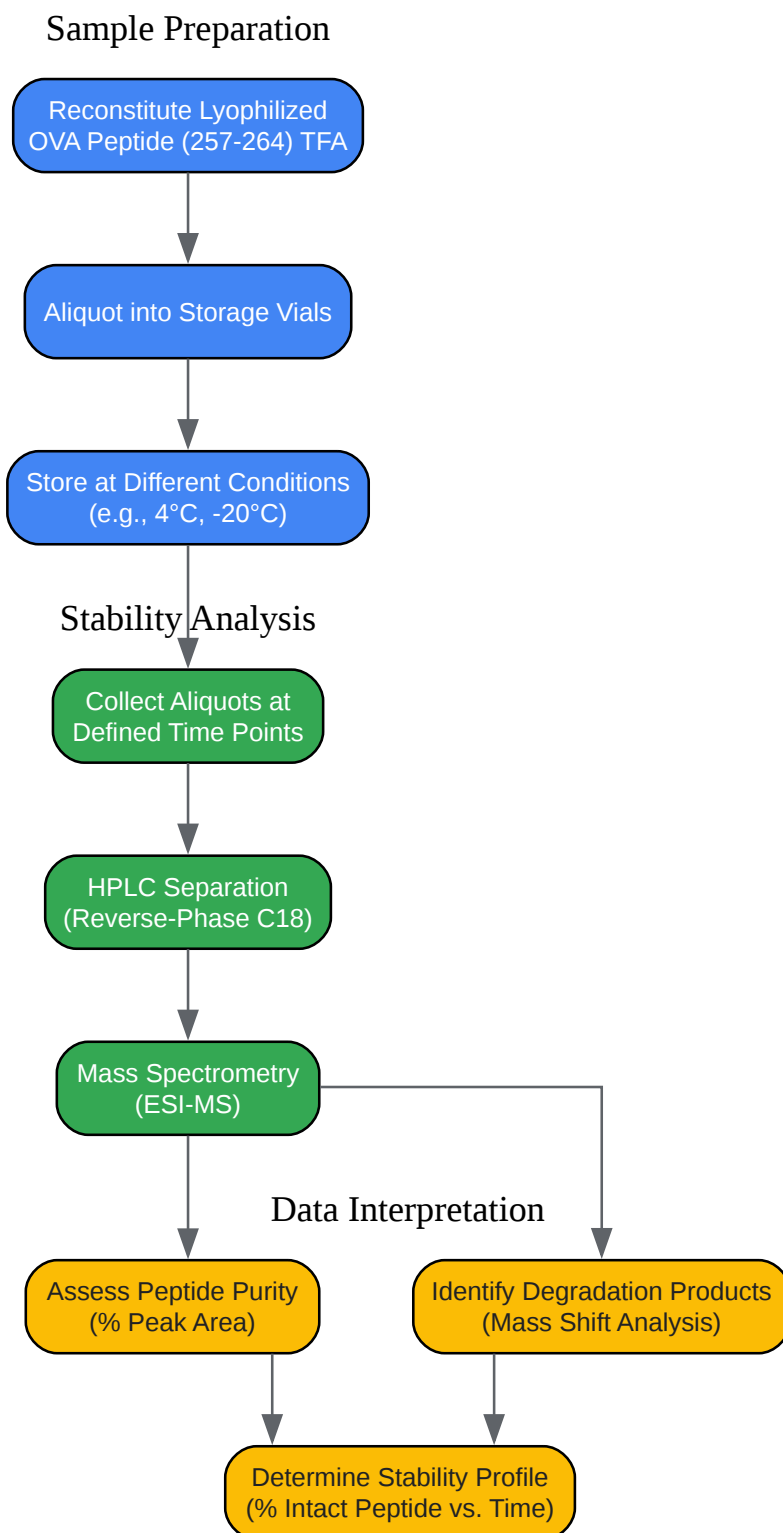 Sample Preparation
Reconstitute Lyophilized
OVA Peptide (257-264) TFA
Aliquot into Storage Vials
Store at Different Conditions
(e.g., 4°C, -20°C)
Stability Analysis
Collect Aliquots at
Defined Time Points
HPLC Separation
(Reverse-Phase C18)
Mass Spectrometry
(ESI-MS)
Data Interpretation
Assess Peptide Purity
(% Peak Area)
Identify Degradation Products
(Mass Shift Analysis)
Determine Stability Profile
(% Intact Peptide vs. Time)